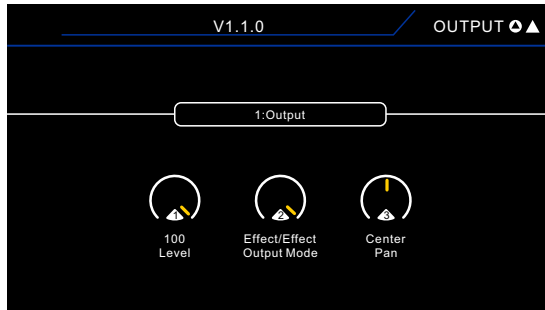 V1.1.0
OUTPUT
1:Output
1
2
3
100
Level
Effect/Effect
Output Mode
Center
Pan